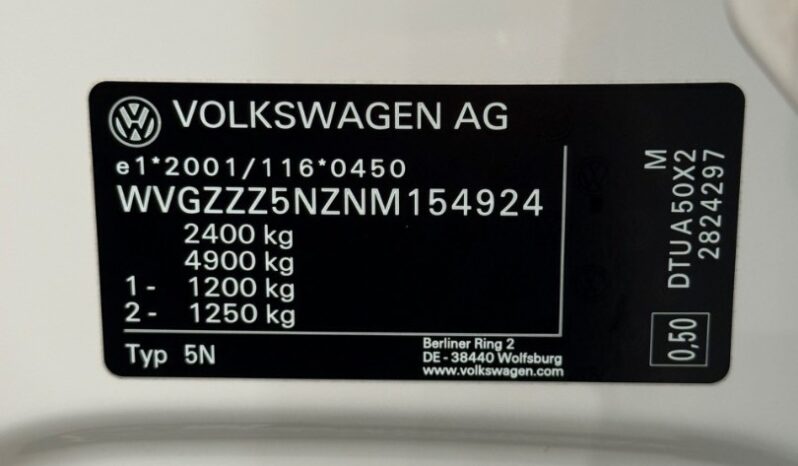 VOLKSWAGEN AG
e1*2001/116*0450
WVGZZZ5NZNM154924
2400 kg
4900 kg
1- 1200 kg
2- 1250 kg
Typ 5N
Berliner Ring 2
DE-38440 Wolfsburg
www.volkswagen.com
M
DTUA50X2
2824297
0,50